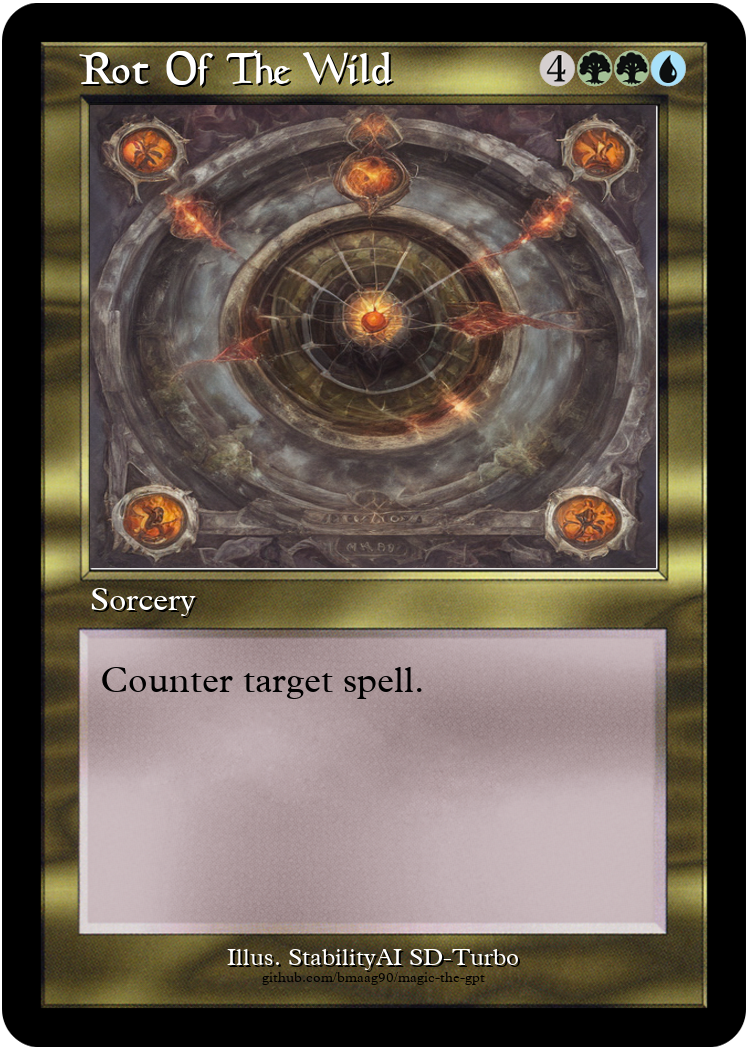 Rot Of The Wild 4
Sorcery
Counter target spell.
Illus. StabilityAI SD-Turbo
github.com/bmaag90/magic-the-gpt